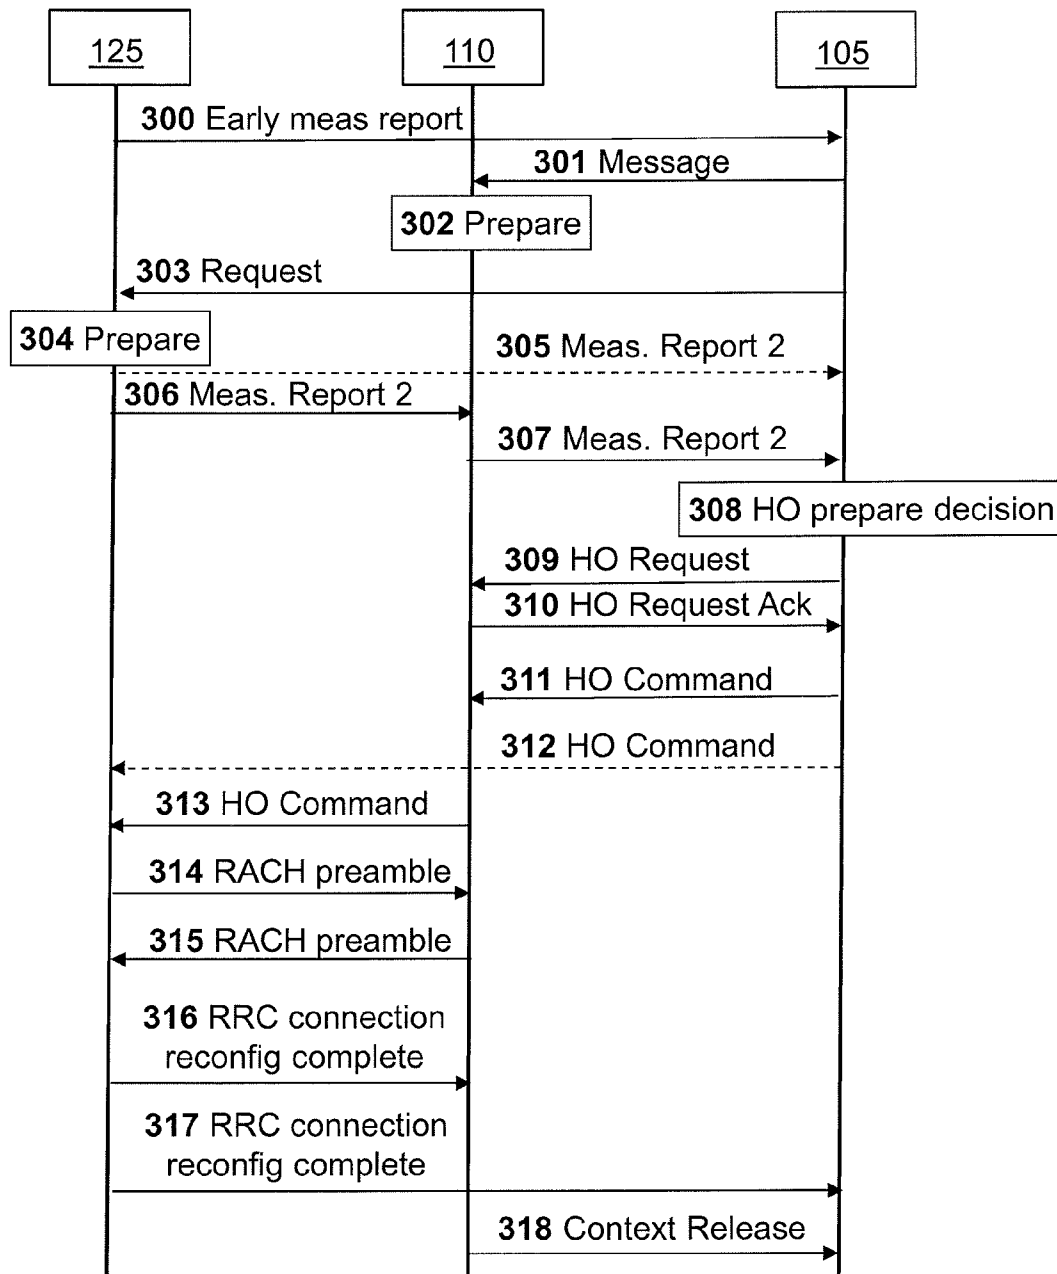 125
110
105
300 Early meas report
301 Message
302 Prepare
303 Request
304 Prepare
305 Meas. Report 2
306 Meas. Report 2
307 Meas. Report 2
308 HO prepare decision
309 HO Request
310 HO Request Ack
311 HO Command
312 HO Command
313 HO Command
314 RACH preamble
315 RACH preamble
316 RRC connection
reconfig complete
317 RRC connection
reconfig complete
318 Context Release